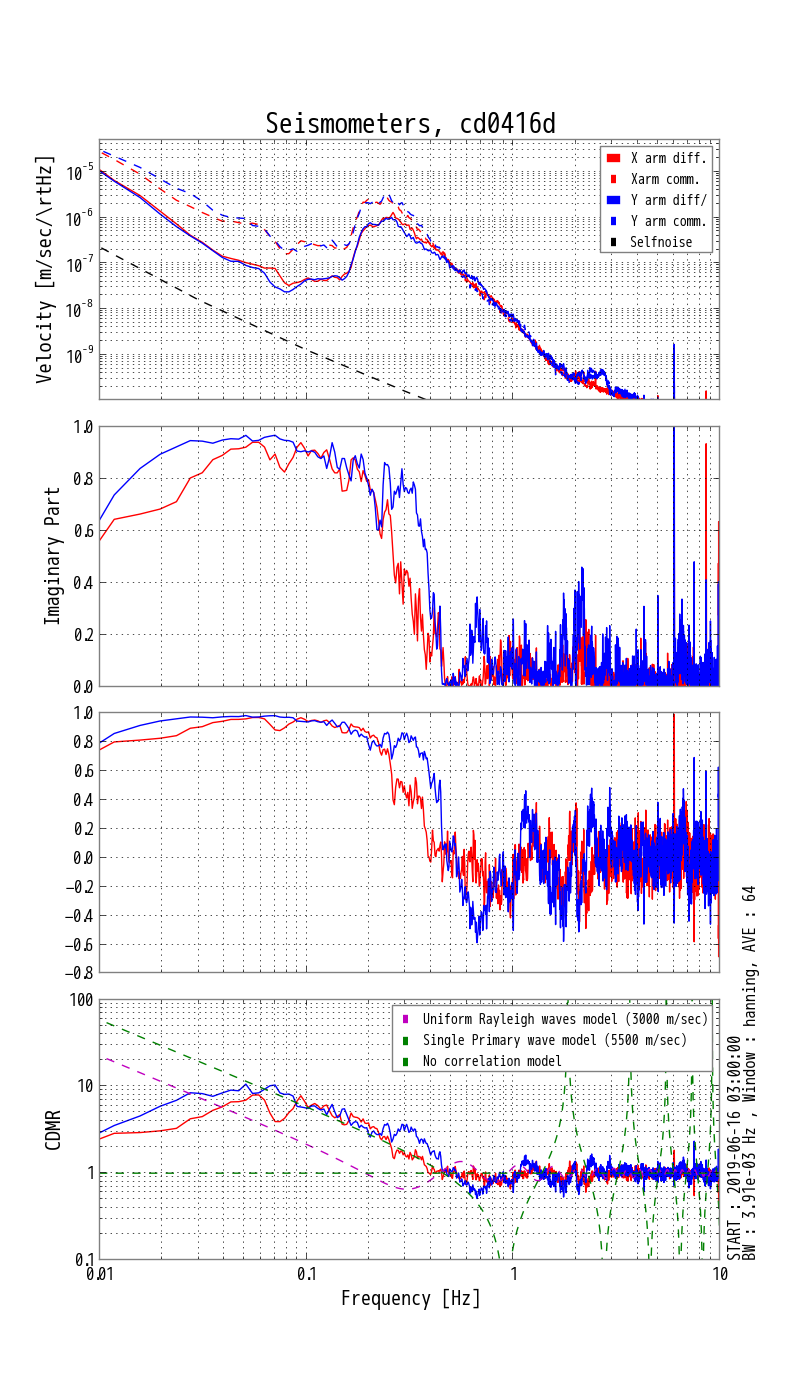 Seismometers, cd0416d
Velocity [m/sec/\rtHz]
10^-5
10^-6
10^-7
10^-8
10^-9
X arm diff.
Xarm comm.
Y arm diff/
Y arm comm.
Selfnoise
Imaginary Part
1.0
0.8
0.6
0.4
0.2
0.0
1.0
0.8
0.6
0.4
0.2
0.0
−0.2
−0.4
−0.6
−0.8
CDMR
100
10
1
0.1
Uniform Rayleigh waves model (3000 m/sec)
Single Primary wave model (5500 m/sec)
No correlation model
0.01
0.1
1
10
Frequency [Hz]
START : 2019-06-16 03:00:00
BW : 3.91e-03 Hz , Window : hanning, AVE : 64